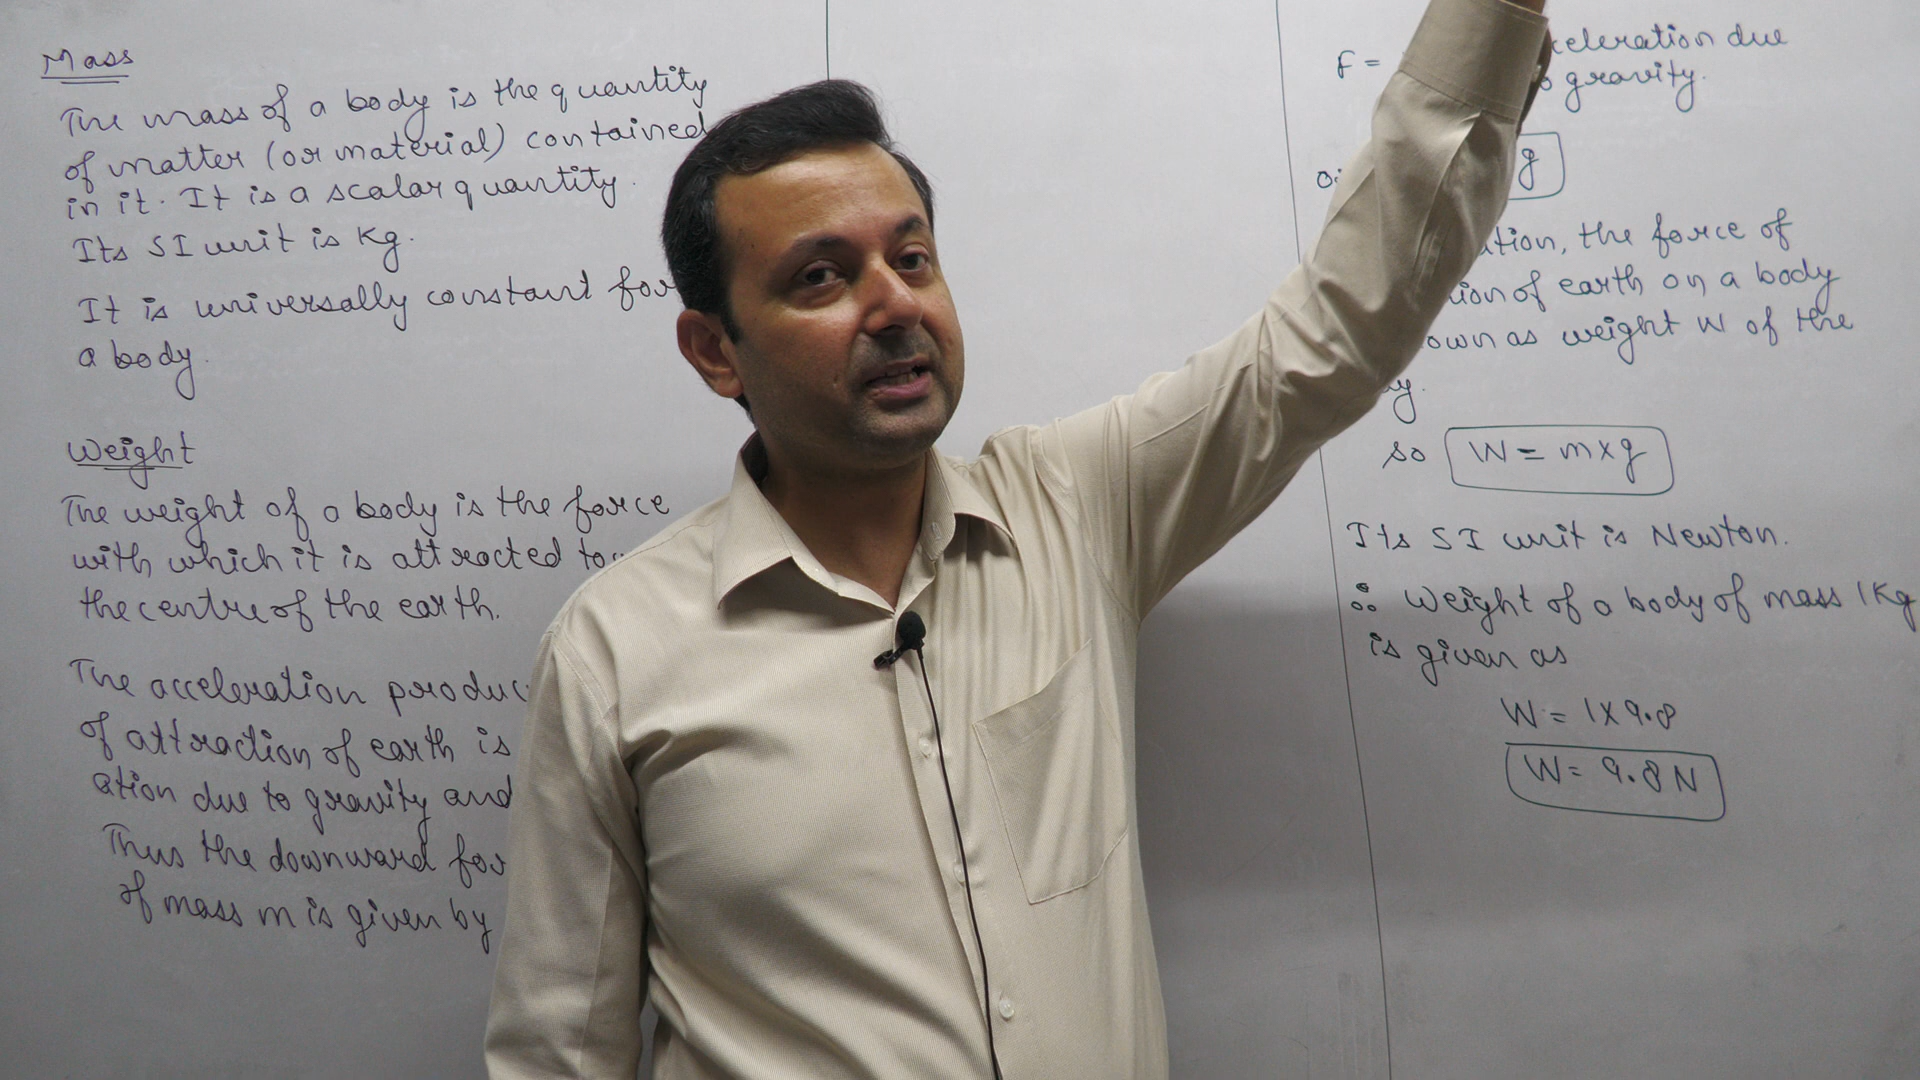 Mass
The mass of a body is the quantity
of matter (or material) contained
in it. It is a scalar quantity.
Its SI unit is Kg.
It is universally constant for
a body.
Weight
The weight of a body is the force
with which it is attracted to
the centre of the earth.
The acceleration produc
of attraction of earth is
ation due to gravity and
Thus the downward for
of mass m is given by
F =
celeration due
gravity.
g
ation, the force of
ion of earth on a body
own as weight W of the
y.
so W = m x g
Its SI unit is Newton.
∴ Weight of a body of mass 1Kg
is given as
W = 1 x 9.8
W = 9.8 N